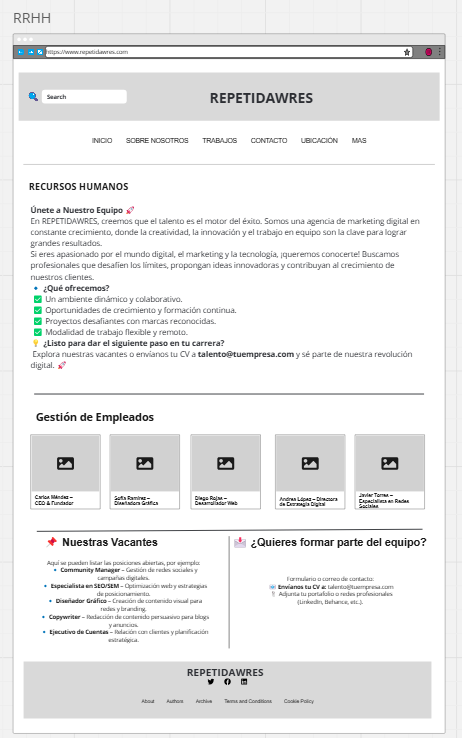 RRHH
https://www.repetidawres.com
Search
REPETIDAWRES
INICIO SOBRE NOSOTROS TRABAJOS CONTACTO UBICACIÓN MAS
RECURSOS HUMANOS
Únete a Nuestro Equipo 🚀
En REPETIDAWRES, creemos que el talento es el motor del éxito. Somos una agencia de marketing digital en
constante crecimiento, donde la creatividad, la innovación y el trabajo en equipo son la clave para lograr
grandes resultados.
Si eres apasionado por el mundo digital, el marketing y la tecnología, ¡queremos conocerte! Buscamos
profesionales que desafíen los límites, propongan ideas innovadoras y contribuyan al crecimiento de
nuestros clientes.
🔹 ¿Qué ofrecemos?
✅ Un ambiente dinámico y colaborativo.
✅ Oportunidades de crecimiento y formación continua.
✅ Proyectos desafiantes con marcas reconocidas.
✅ Modalidad de trabajo flexible y remoto.
💡 ¿Listo para dar el siguiente paso en tu carrera?
Explora nuestras vacantes o envíanos tu CV a talento@tuempresa.com y sé parte de nuestra revolución
digital. 🚀
Gestión de Empleados
Carlos Méndez –
CEO & Fundador
Sofía Ramírez –
Diseñadora Gráfica
Diego Rojas –
Desarrollador Web
Andrea López – Directora
de Estrategia Digital
Javier Torres –
Especialista en Redes
Sociales
📌 Nuestras Vacantes
Aquí se pueden listar las posiciones abiertas, por ejemplo:
🔹 Community Manager – Gestión de redes sociales y
campañas digitales.
🔹 Especialista en SEO/SEM – Optimización web y estrategias
de posicionamiento.
🔹 Diseñador Gráfico – Creación de contenido visual para
redes y branding.
🔹 Copywriter – Redacción de contenido persuasivo para blogs
y anuncios.
🔹 Ejecutivo de Cuentas – Relación con clientes y planificación
estratégica.
📩 ¿Quieres formar parte del equipo?
Formulario o correo de contacto:
📧 Envíanos tu CV a: talento@tuempresa.com
📎 Adjunta tu portafolio o redes profesionales
(LinkedIn, Behance, etc.).
REPETIDAWRES
About Authors Archive Terms and Conditions Cookie Policy